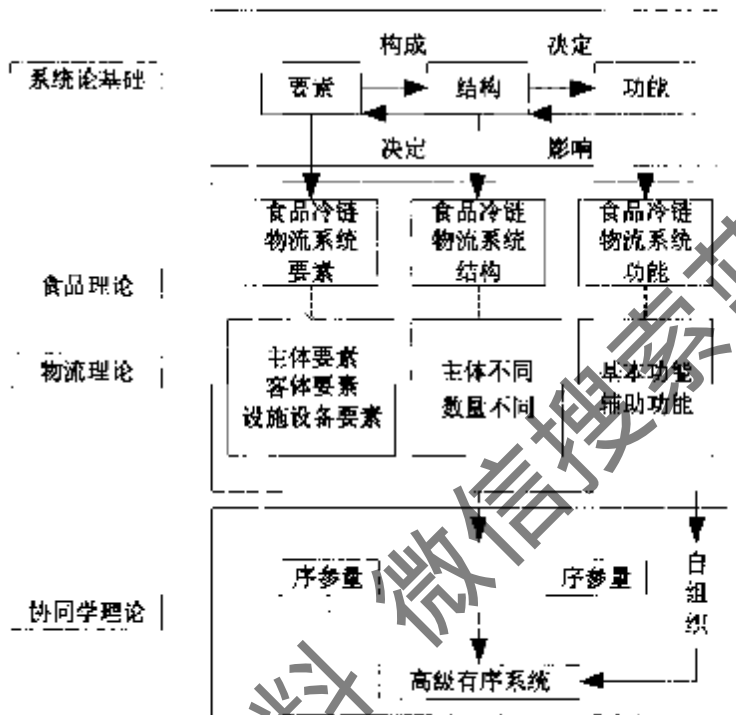 构成
决定
系统论基础
要素
结构
功能
决定
影响
食品冷链
物流系统
要素
食品冷链
物流系统
结构
食品冷链
物流系统
功能
食品理论
物流理论
主体要素
客体要素
设施设备要素
主体不同
数量不同
基本功能
辅助功能
序参量
序参量
自
组
织
协同学理论
高级有序系统
料 微信搜索